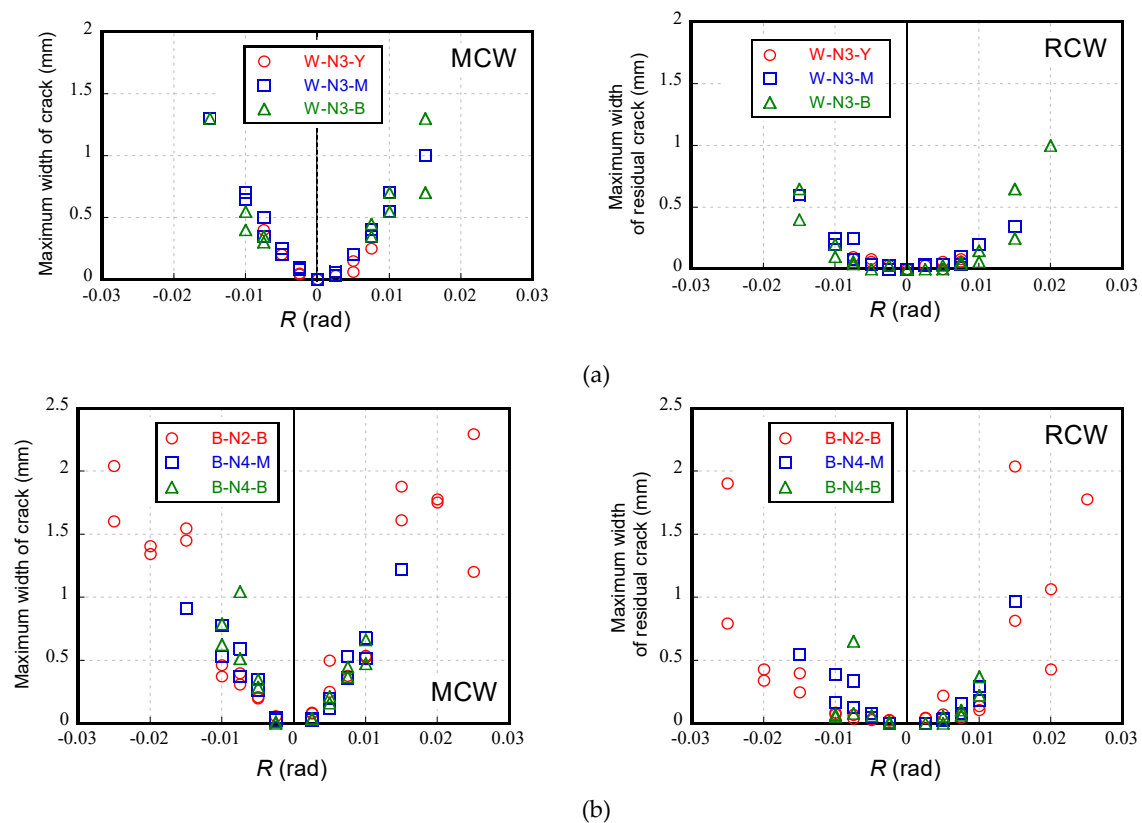 2
1.5
1
0.5
0
-0.03
-0.02
-0.01
0
0.01
0.02
0.03
Maximum width of crack (mm)
R (rad)
MCW
W-N3-Y
W-N3-M
W-N3-B
2
1.5
1
0.5
0
-0.03
-0.02
-0.01
0
0.01
0.02
0.03
Maximum width
of residual crack (mm)
R (rad)
RCW
W-N3-Y
W-N3-M
W-N3-B
(a)
2.5
2
1.5
1
0.5
0
-0.03
-0.02
-0.01
0
0.01
0.02
0.03
Maximum width of crack (mm)
R (rad)
MCW
B-N2-B
B-N4-M
B-N4-B
2.5
2
1.5
1
0.5
0
-0.03
-0.02
-0.01
0
0.01
0.02
0.03
Maximum width
of residual crack (mm)
R (rad)
RCW
B-N2-B
B-N4-M
B-N4-B
(b)